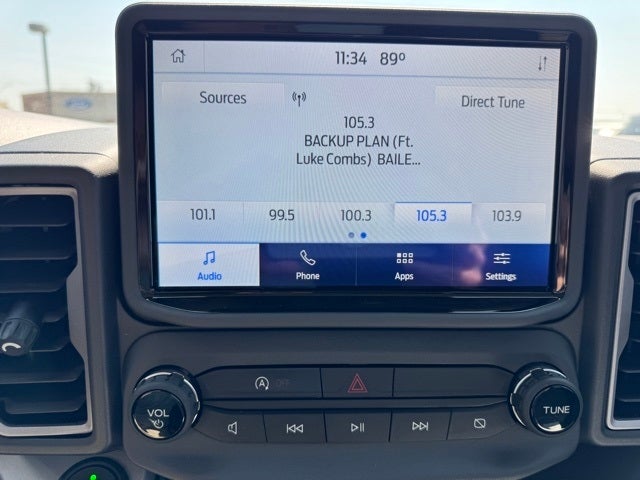 11:34 89°
Sources
Direct Tune
105.3
BACKUP PLAN (Ft.
Luke Combs) BAILE...
101.1 99.5 100.3 105.3 103.9
Audio Phone Apps Settings
A OFF
VOL
TUNE